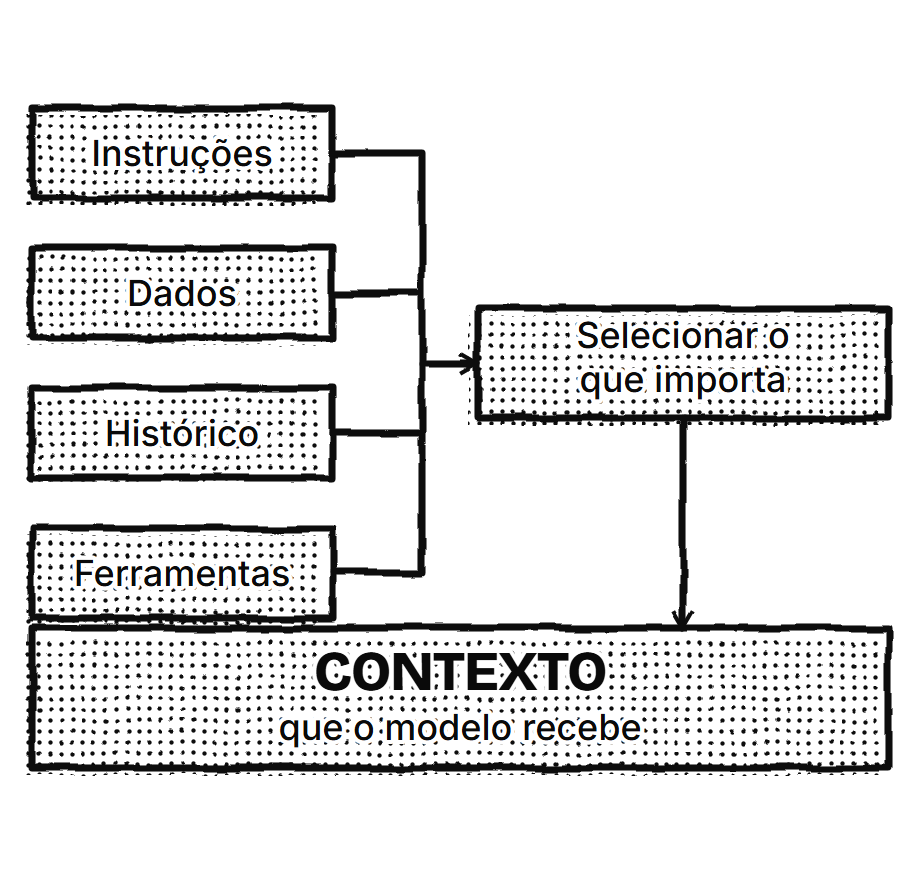 Instruções
Dados
Histórico
Ferramentas
Selecionar o
que importa
CONTEXTO
que o modelo recebe